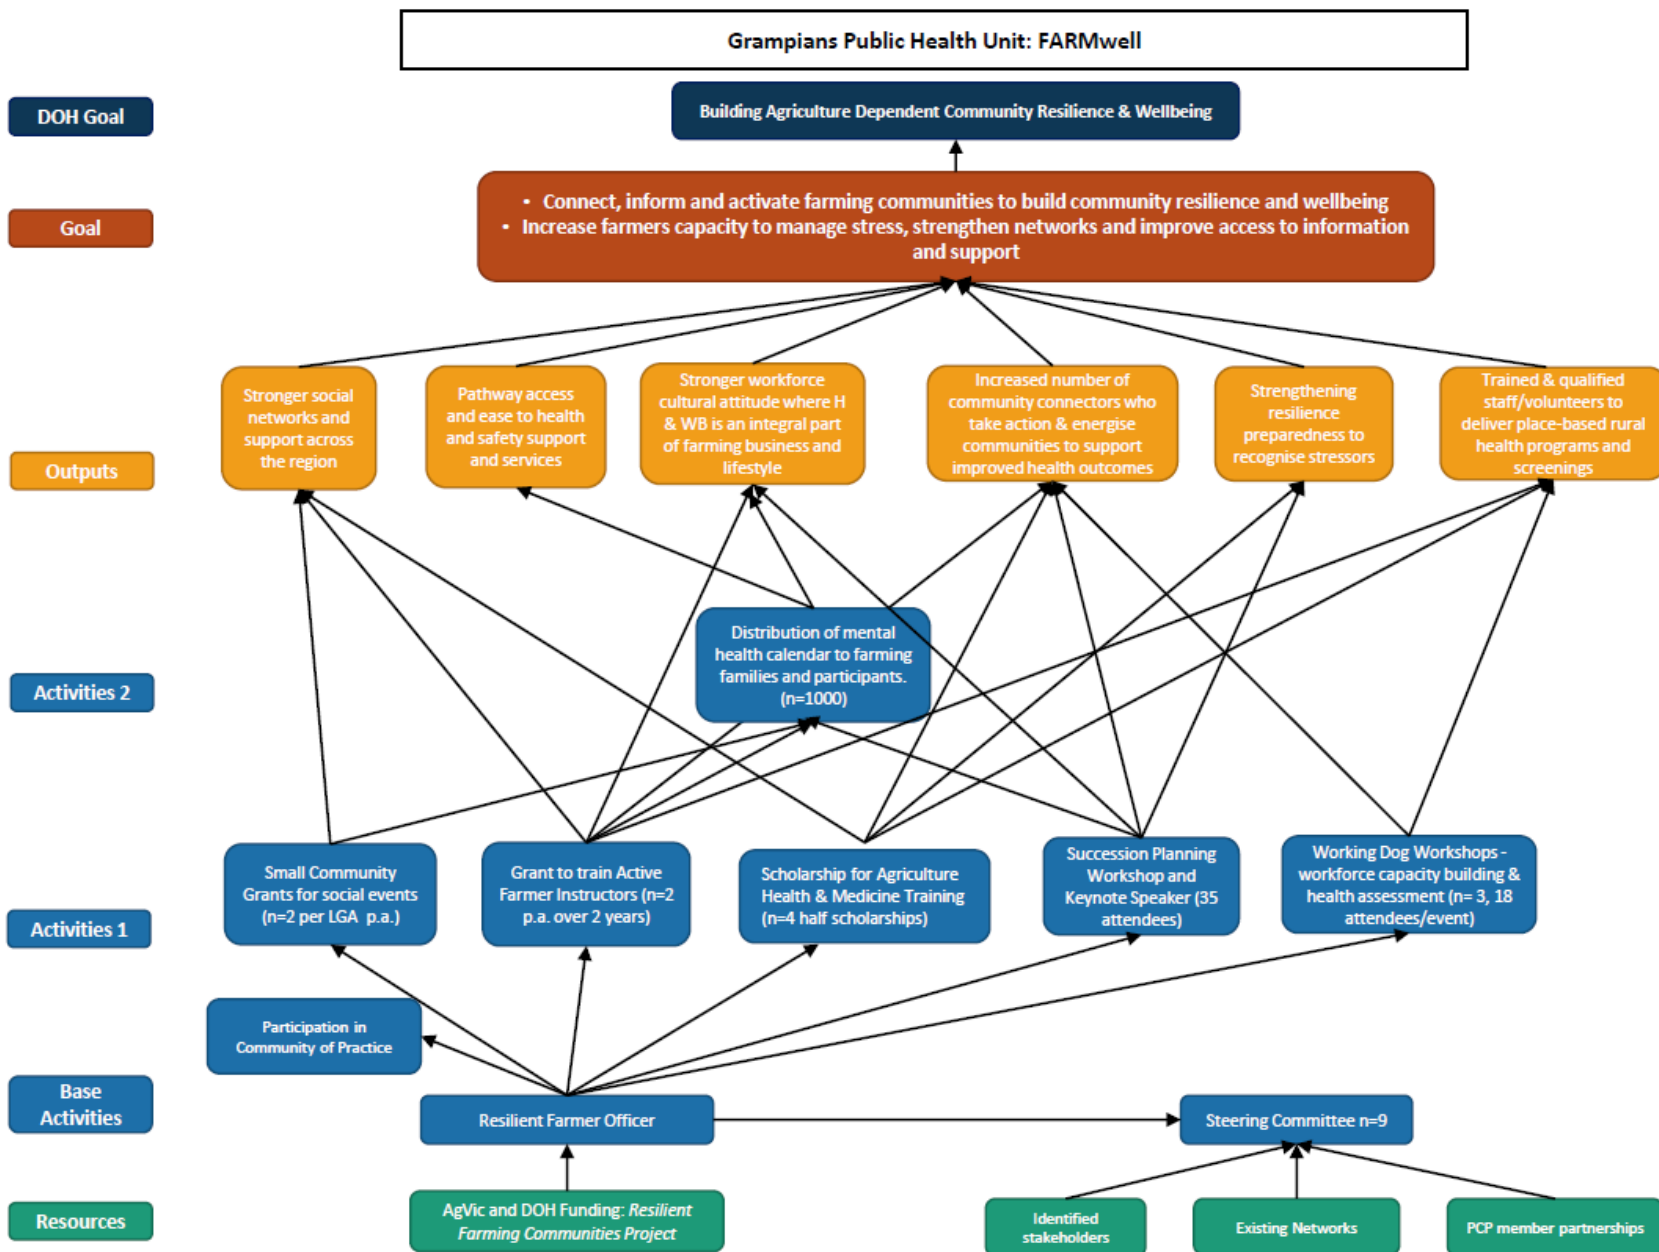 Grampians Public Health Unit: FARMwell
DOH Goal
Building Agriculture Dependent Community Resilience & Wellbeing
Goal
• Connect, inform and activate farming communities to build community resilience and wellbeing
• Increase farmers capacity to manage stress, strengthen networks and improve access to information
and support
Outputs
Stronger social
networks and
support across
the region
Pathway access
and ease to health
and safety support
and services
Stronger workforce
cultural attitude where H
& WB is an integral part
of farming business and
lifestyle
Increased number of
community connectors who
take action & energise
communities to support
improved health outcomes
Strengthening
resilience
preparedness to
recognise stressors
Trained & qualified
staff/volunteers to
deliver place-based rural
health programs and
screenings
Activities 2
Distribution of mental
health calendar to farming
families and participants.
(n=1000)
Activities 1
Small Community
Grants for social events
(n=2 per LGA p.a.)
Grant to train Active
Farmer Instructors (n=2
p.a. over 2 years)
Scholarship for Agriculture
Health & Medicine Training
(n=4 half scholarships)
Succession Planning
Workshop and
Keynote Speaker (35
attendees)
Working Dog Workshops -
workforce capacity building &
health assessment (n= 3, 18
attendees/event)
Participation in
Community of Practice
Base
Activities
Resilient Farmer Officer
Steering Committee n=9
Resources
AgVic and DOH Funding: Resilient
Farming Communities Project
Identified
stakeholders
Existing Networks
PCP member partnerships